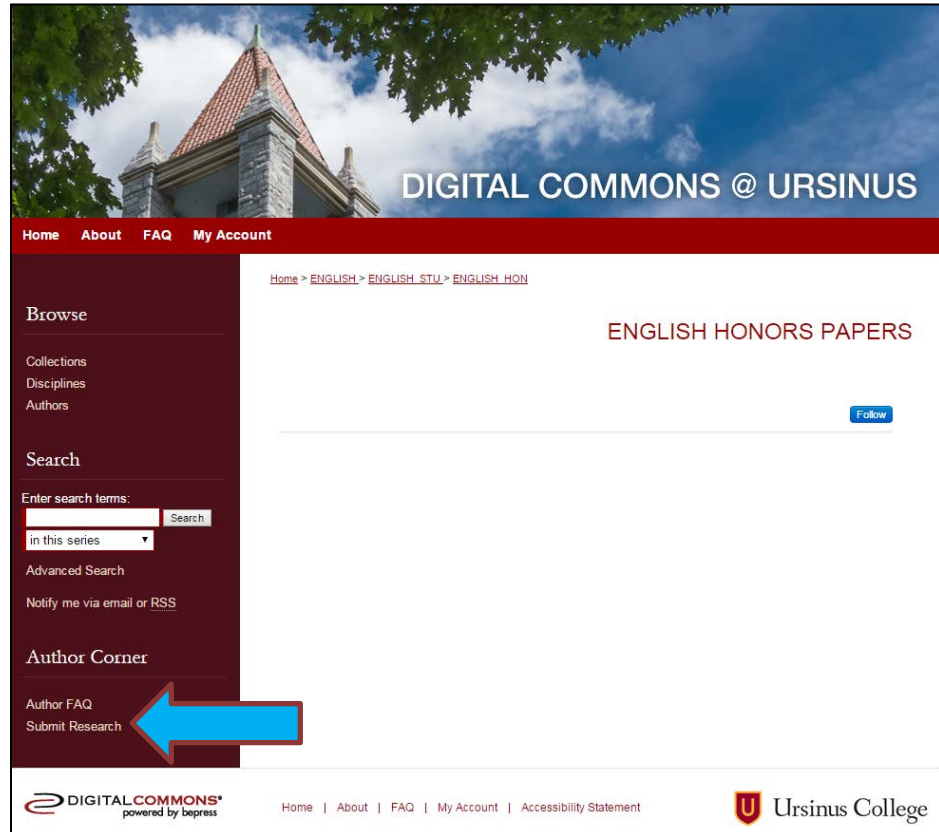 DIGITAL COMMONS @ URSINUS
Home About FAQ My Account
Home > ENGLISH > ENGLISH_STU > ENGLISH_HON
Browse
ENGLISH HONORS PAPERS
Collections
Disciplines
Authors
Follow
Search
Enter search terms:
Search
in this series
Advanced Search
Notify me via email or RSS
Author Corner
Author FAQ
Submit Research
DIGITAL COMMONS®
powered by bepress
Home | About | FAQ | My Account | Accessibility Statement
U Ursinus College